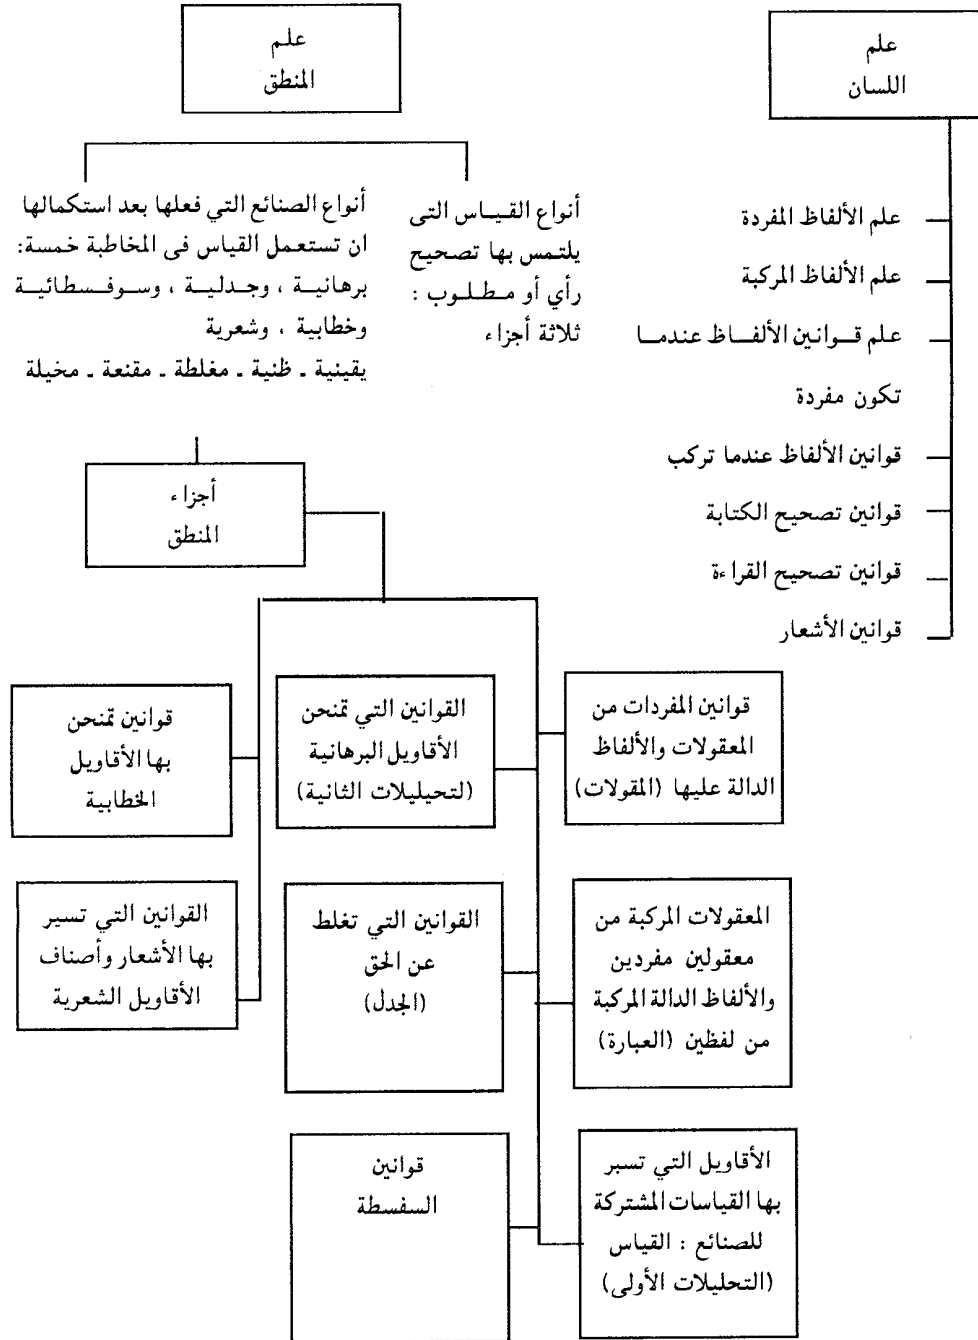 علم
اللسان
علم الألفاظ المفردة
علم الألفاظ المركبة
علم قوانين الألفاظ عندما
تكون مفردة
قوانين الألفاظ عندما تركب
قوانين تصحيح الكتابة
قوانين تصحيح القراءة
قوانين الأشعار
علم
المنطق
أنواع القياس التى
يلتمس بها تصحيح
رأي أو مطلوب :
ثلاثة أجزاء
أنواع الصنائع التي فعلها بعد استكمالها
ان تستعمل القياس فى المخاطبة خمسة:
برهانية ، وجدلية ، وسوفسطائية
وخطابية ، وشعرية
يقينية ـ ظنية ـ مغلطة ـ مقنعة ـ مخيلة
أجزاء
المنطق
قوانين المفردات من
المعقولات والألفاظ
الدالة عليها (المقولات)
المعقولات المركبة من
معقولين مفردين
والألفاظ الدالة المركبة
من لفظين (العبارة)
الأقاويل التي تسبر
بها القياسات المشتركة
للصنائع : القياس
(التحليلات الأولى)
القوانين التي تمنحن
الأقاويل البرهانية
(لتحيليلات الثانية)
القوانين التي تغلط
عن الحق
(الجدل)
قوانين
السفسطة
قوانين تمنحن
بها الأقاويل
الخطابية
القوانين التي تسير
بها الأشعار وأصناف
الأقاويل الشعرية